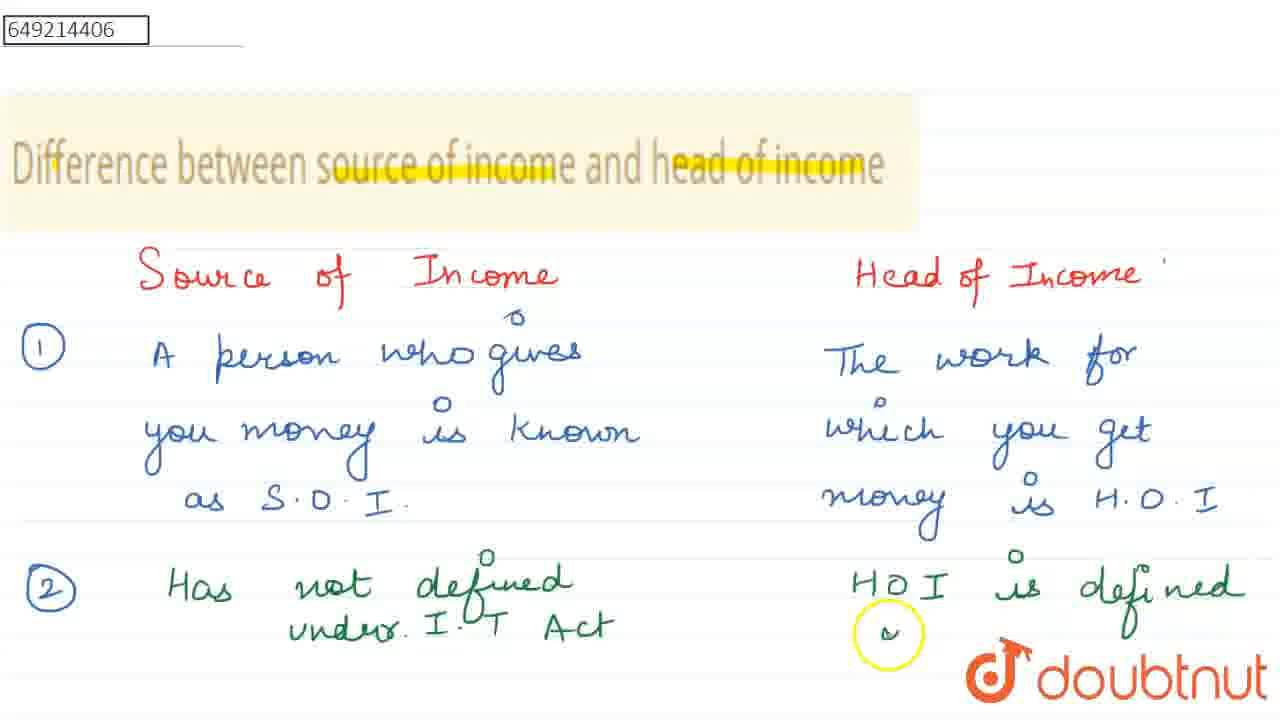 649214406
Difference between source of income and head of income
Source of Income
Head of Income
1 A person who gives
you money is known
as S.O.I.
The work for
which you get
money is H.O.I
2 Has not defined
under. I. T Act
H O I is defined
doubtnut